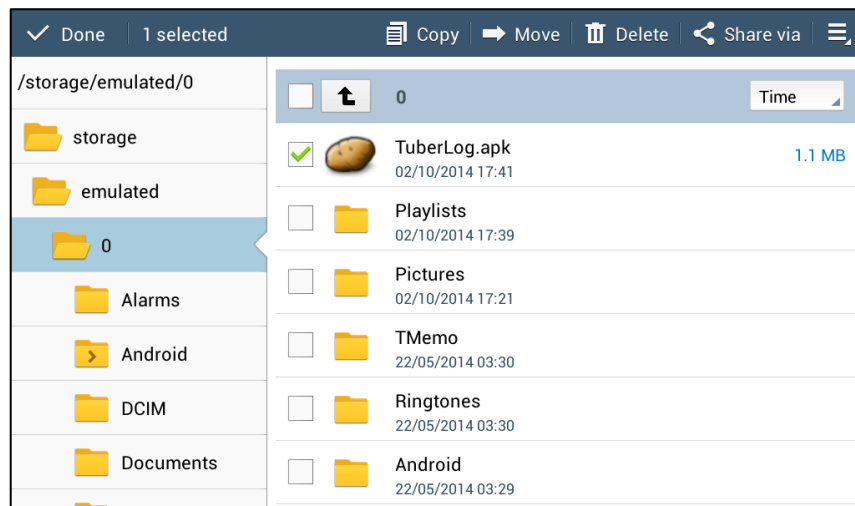 Done
1 selected
Copy
Move
Delete
Share via
/storage/emulated/0
storage
emulated
0
Alarms
Android
DCIM
Documents
0
Time
TuberLog.apk
02/10/2014 17:41
1.1 MB
Playlists
02/10/2014 17:39
Pictures
02/10/2014 17:21
TMemo
22/05/2014 03:30
Ringtones
22/05/2014 03:30
Android
22/05/2014 03:29